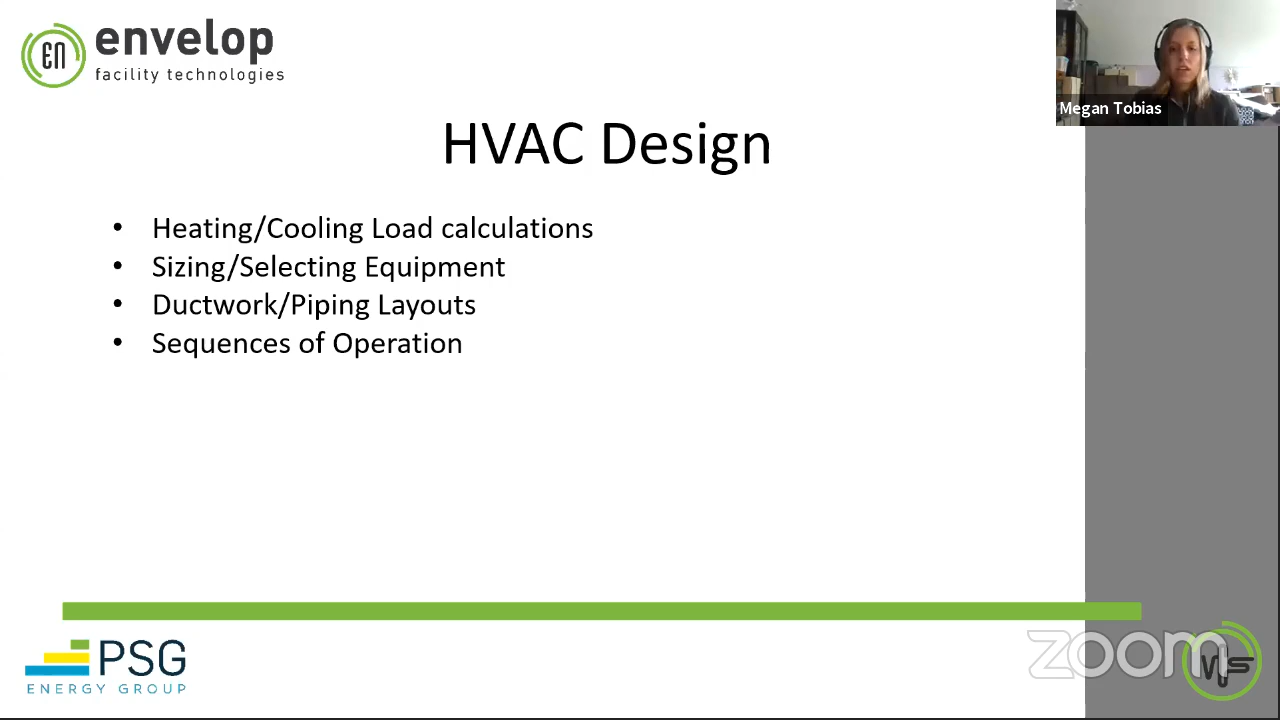 en
envelop
facility technologies
Megan Tobias
HVAC Design
• Heating/Cooling Load calculations
• Sizing/Selecting Equipment
• Ductwork/Piping Layouts
• Sequences of Operation
PSG
ENERGY GROUP
zoom